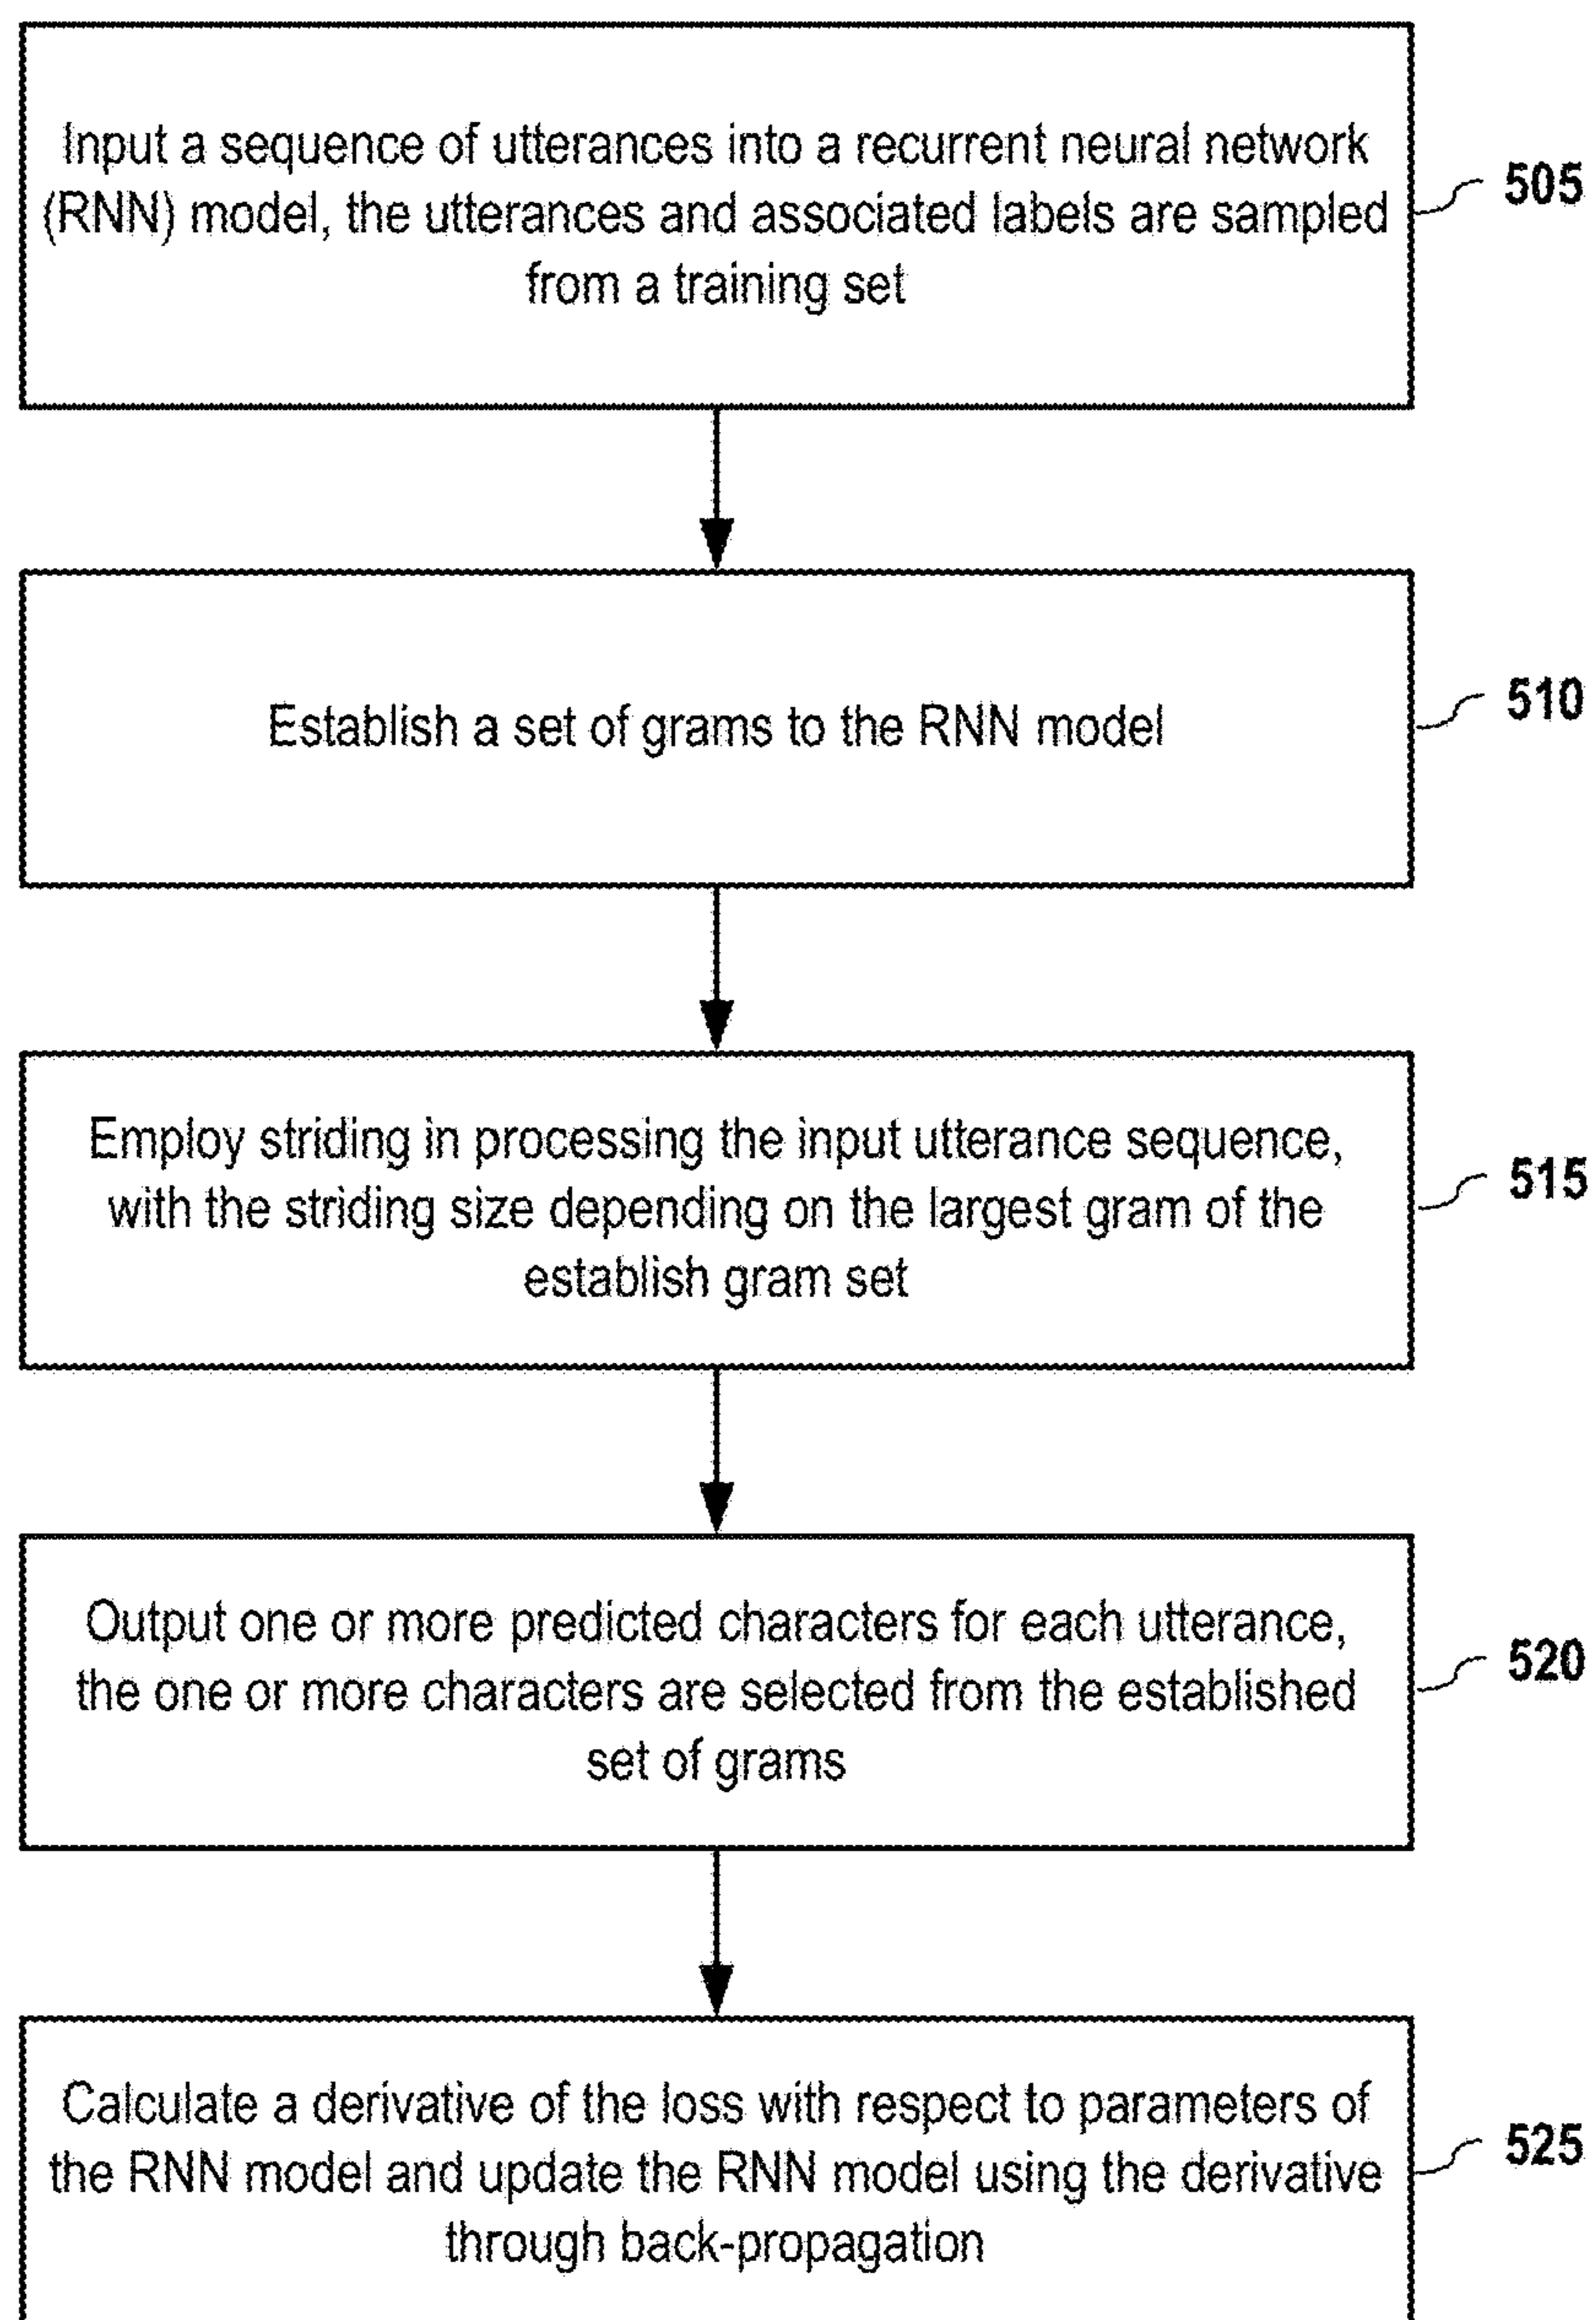 Input a sequence of utterances into a recurrent neural network
(RNN) model, the utterances and associated labels are sampled
from a training set
505
Establish a set of grams to the RNN model
510
Employ striding in processing the input utterance sequence,
with the striding size depending on the largest gram of the
establish gram set
515
Output one or more predicted characters for each utterance,
the one or more characters are selected from the established
set of grams
520
Calculate a derivative of the loss with respect to parameters of
the RNN model and update the RNN model using the derivative
through back-propagation
525